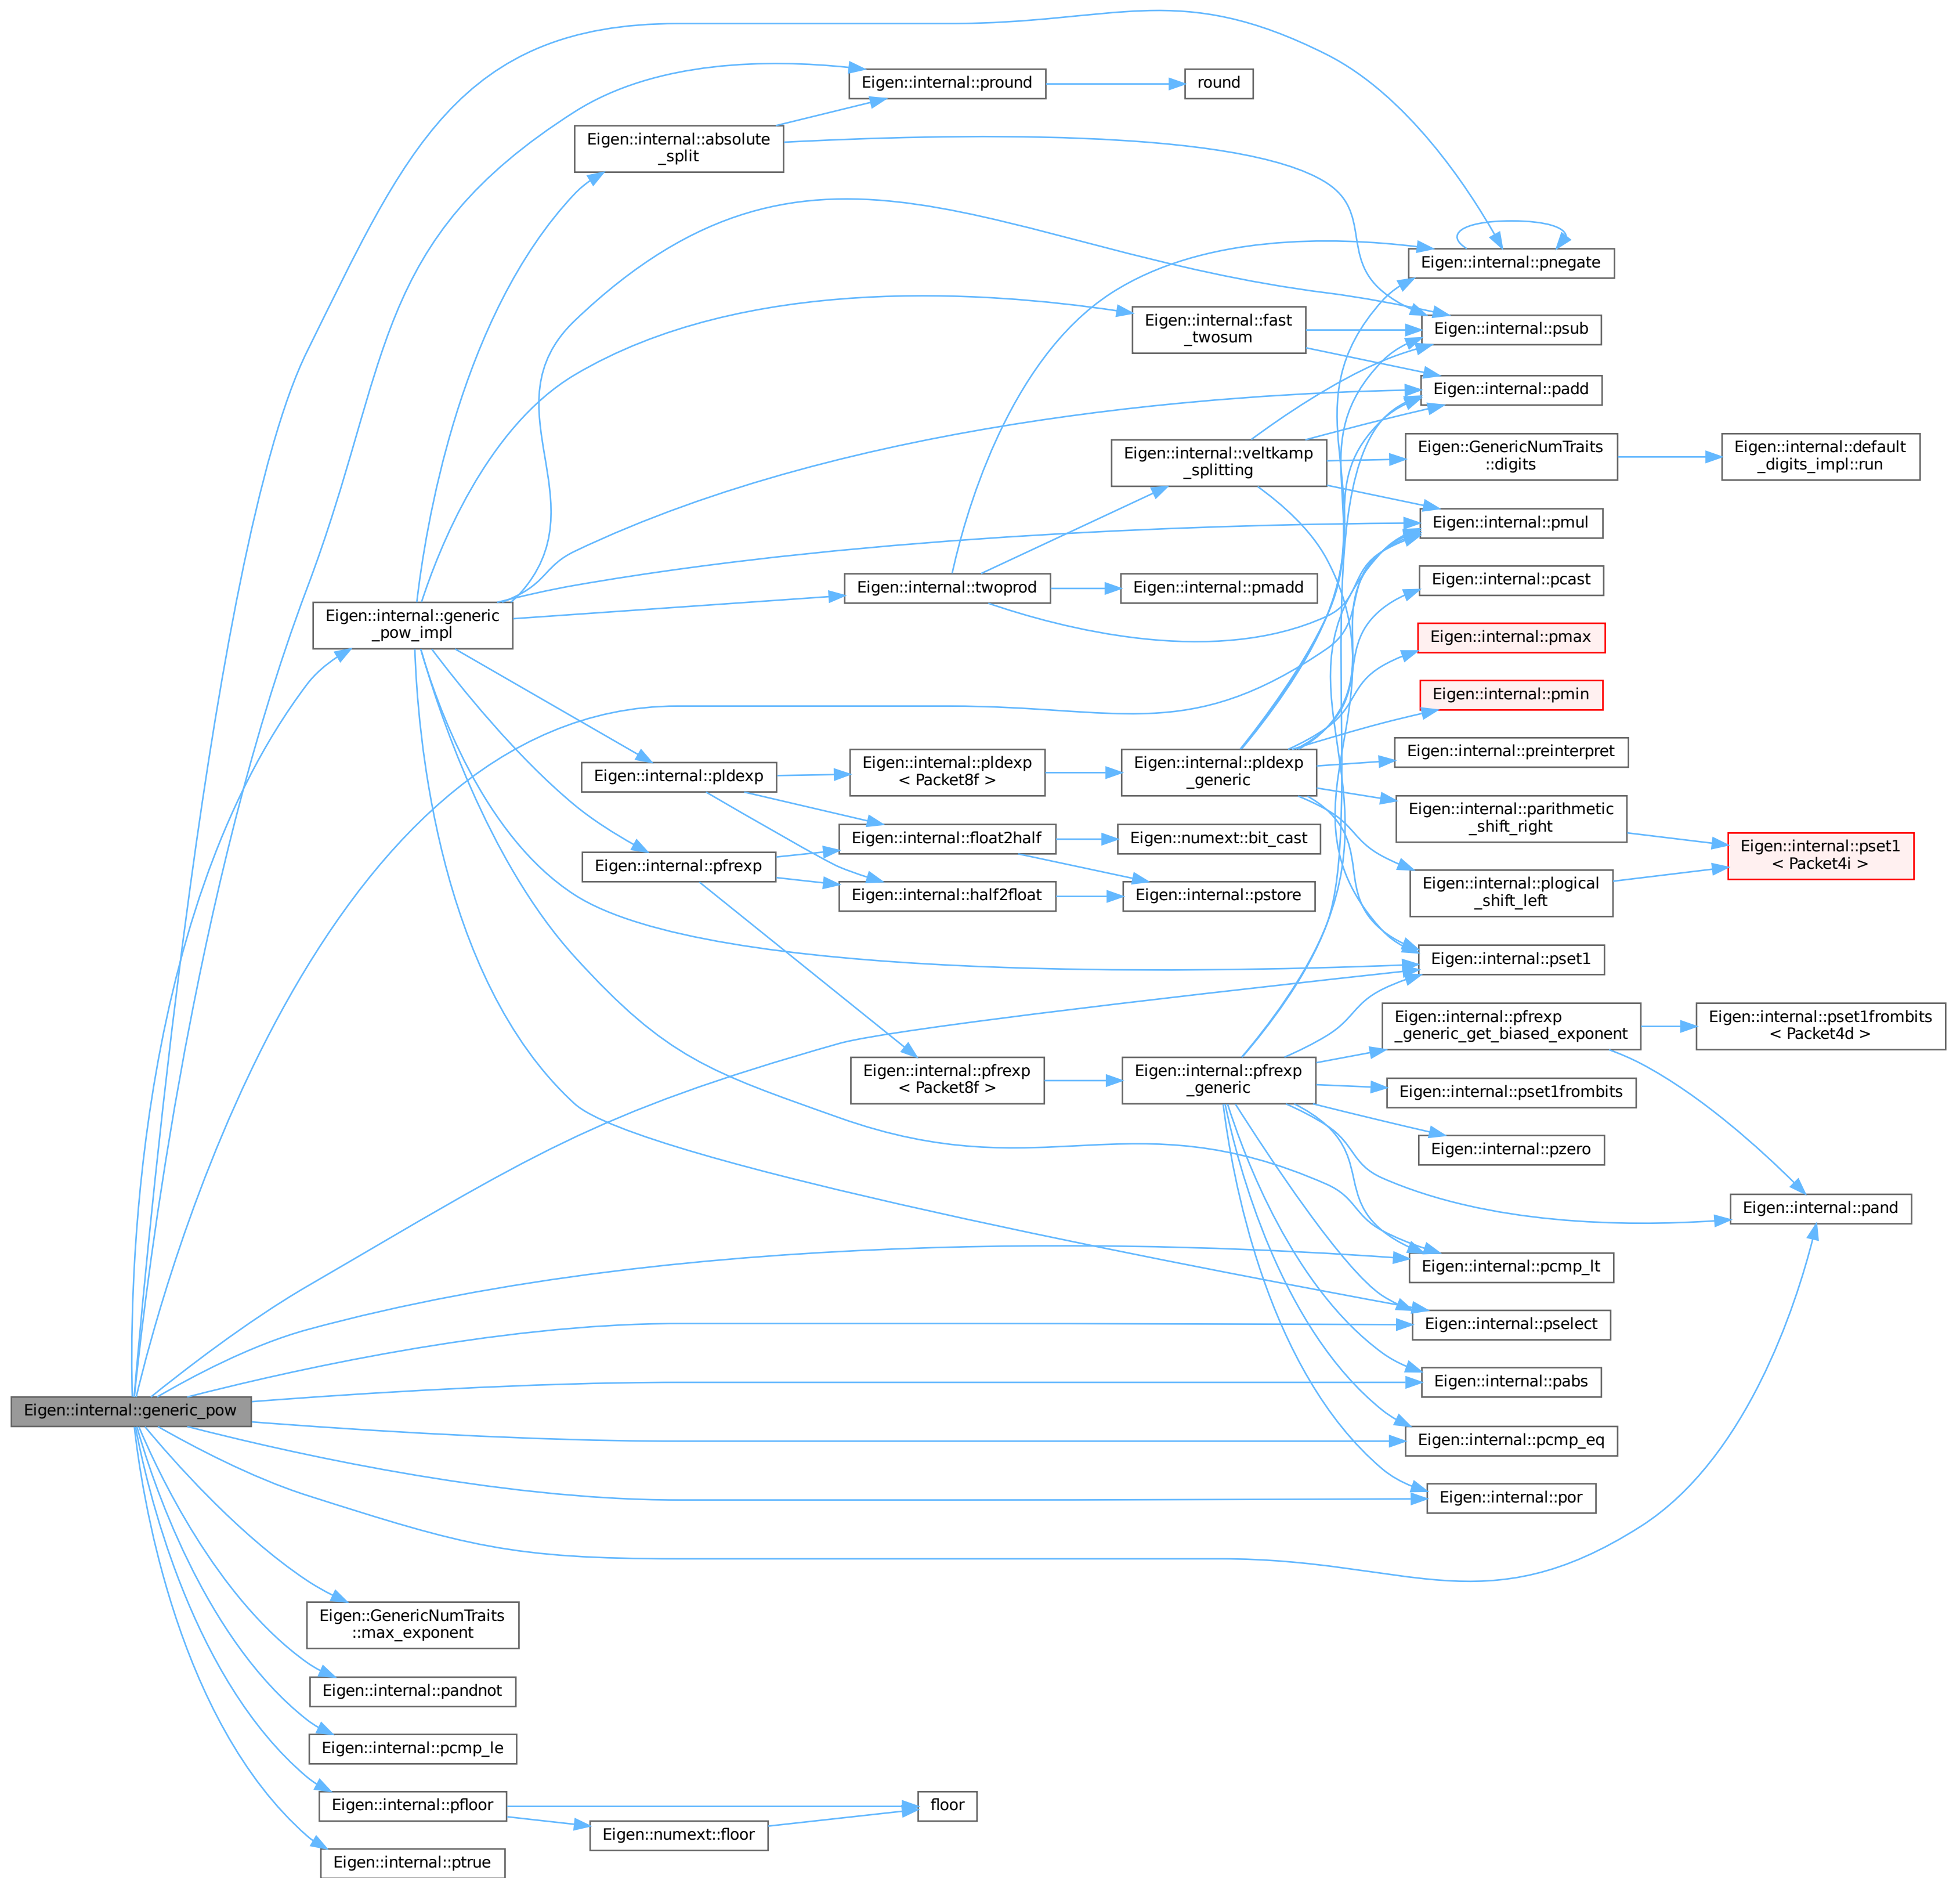 Eigen::internal::pround
round
Eigen::internal::absolute
_split
Eigen::internal::pnegate
Eigen::internal::fast
_twosum
Eigen::internal::psub
Eigen::internal::padd
Eigen::internal::veltkamp
_splitting
Eigen::GenericNumTraits
::digits
Eigen::internal::default
_digits_impl::run
Eigen::internal::pmul
Eigen::internal::twoprod
Eigen::internal::pmadd
Eigen::internal::pcast
Eigen::internal::generic
_pow_impl
Eigen::internal::pmax
Eigen::internal::pmin
Eigen::internal::pldexp
Eigen::internal::pldexp
< Packet8f >
Eigen::internal::pldexp
_generic
Eigen::internal::preinterpret
Eigen::internal::parithmetic
_shift_right
Eigen::internal::float2half
Eigen::numext::bit_cast
Eigen::internal::pset1
< Packet4i >
Eigen::internal::pfrexp
Eigen::internal::half2float
Eigen::internal::pstore
Eigen::internal::plogical
_shift_left
Eigen::internal::pset1
Eigen::internal::pfrexp
_generic_get_biased_exponent
Eigen::internal::pset1frombits
< Packet4d >
Eigen::internal::pfrexp
< Packet8f >
Eigen::internal::pfrexp
_generic
Eigen::internal::pset1frombits
Eigen::internal::pzero
Eigen::internal::pand
Eigen::internal::pcmp_lt
Eigen::internal::pselect
Eigen::internal::pabs
Eigen::internal::generic_pow
Eigen::internal::pcmp_eq
Eigen::internal::por
Eigen::GenericNumTraits
::max_exponent
Eigen::internal::pandnot
Eigen::internal::pcmp_le
Eigen::internal::pfloor
floor
Eigen::numext::floor
Eigen::internal::ptrue